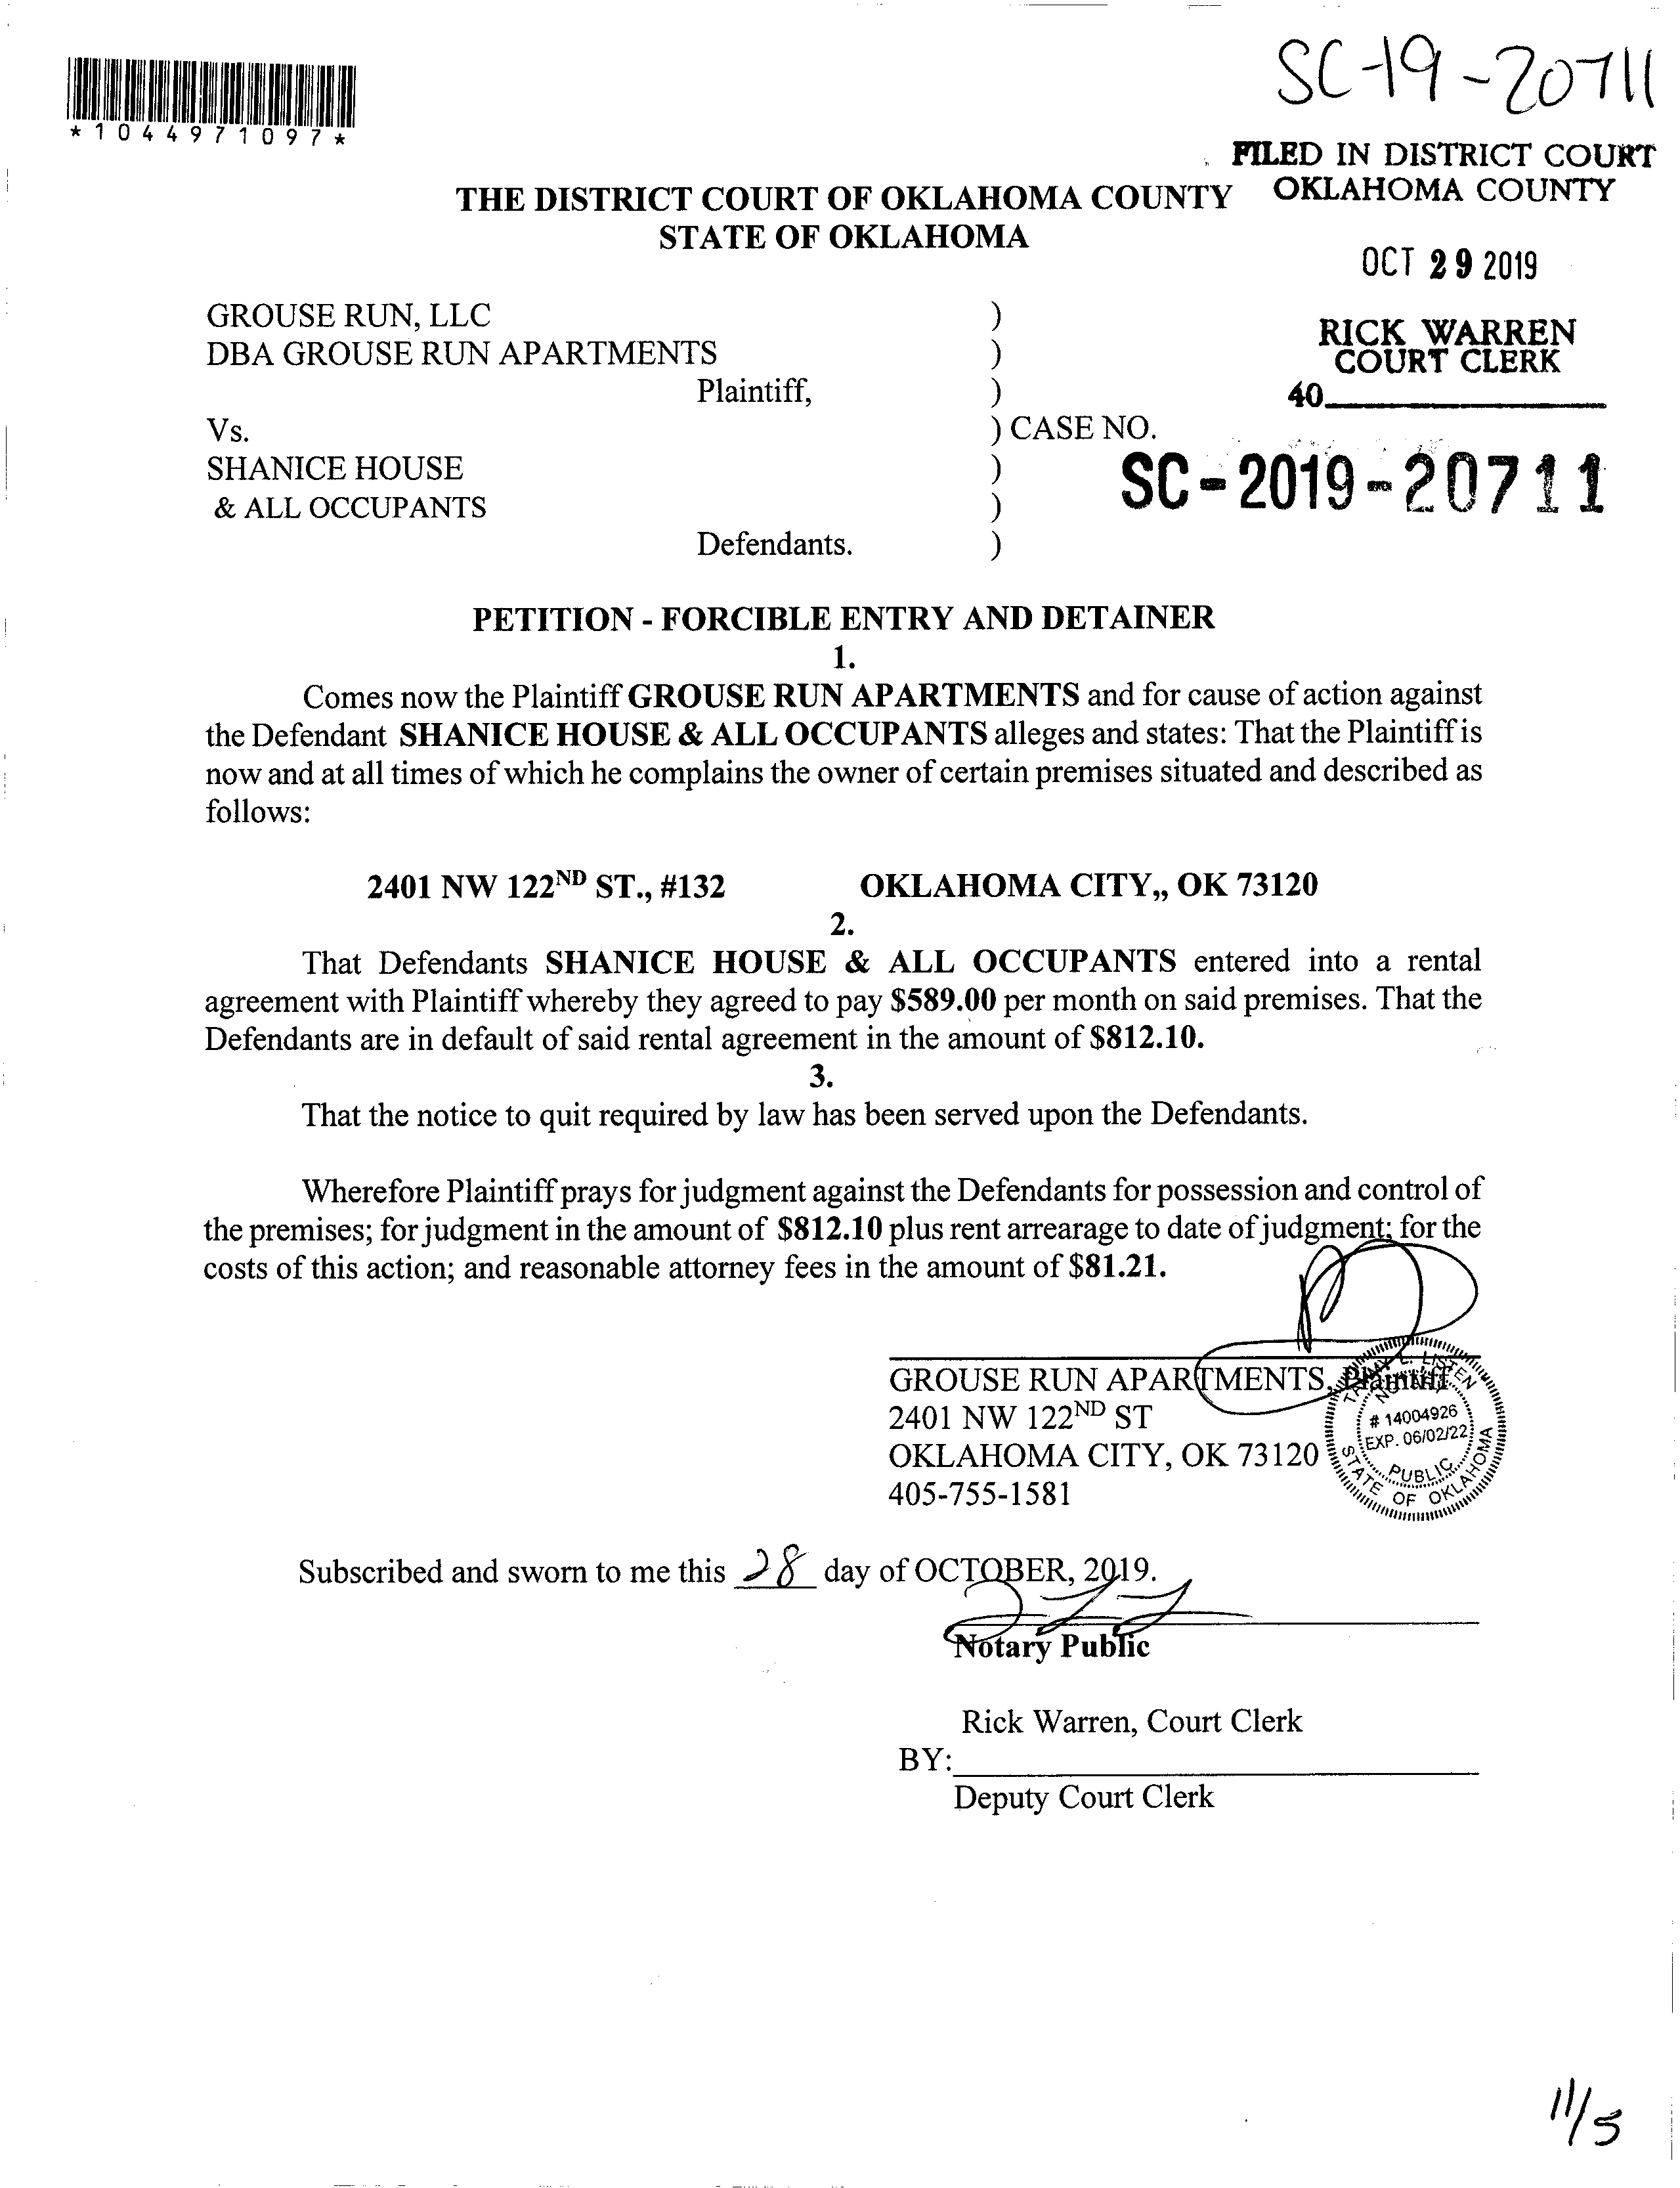 SC-19-20711
*1044971097*
FILED IN DISTRICT COURT
OKLAHOMA COUNTY
THE DISTRICT COURT OF OKLAHOMA COUNTY
STATE OF OKLAHOMA
OCT 29 2019
GROUSE RUN, LLC )
DBA GROUSE RUN APARTMENTS )
Plaintiff, )
RICK WARREN
COURT CLERK
40
Vs. ) CASE NO.
SHANICE HOUSE )
& ALL OCCUPANTS )
SC-2019-20711
Defendants. )
PETITION - FORCIBLE ENTRY AND DETAINER
1.
Comes now the Plaintiff GROUSE RUN APARTMENTS and for cause of action against
the Defendant SHANICE HOUSE & ALL OCCUPANTS alleges and states: That the Plaintiff is
now and at all times of which he complains the owner of certain premises situated and described as
follows:
2401 NW 122ND ST., #132 OKLAHOMA CITY,, OK 73120
2.
That Defendants SHANICE HOUSE & ALL OCCUPANTS entered into a rental
agreement with Plaintiff whereby they agreed to pay $589.00 per month on said premises. That the
Defendants are in default of said rental agreement in the amount of $812.10.
3.
That the notice to quit required by law has been served upon the Defendants.
Wherefore Plaintiff prays for judgment against the Defendants for possession and control of
the premises; for judgment in the amount of $812.10 plus rent arrearage to date of judgment; for the
costs of this action; and reasonable attorney fees in the amount of $81.21.
GROUSE RUN APARTMENTS, Plaintiff
2401 NW 122ND ST
OKLAHOMA CITY, OK 73120
405-755-1581
L. LISTEN
NOTARY
# 14004926
EXP. 06/02/22
PUBLIC
STATE OF OKLAHOMA
Subscribed and sworn to me this 28 day of OCTOBER, 2019.
Notary Public
Rick Warren, Court Clerk
BY:
Deputy Court Clerk
11/5